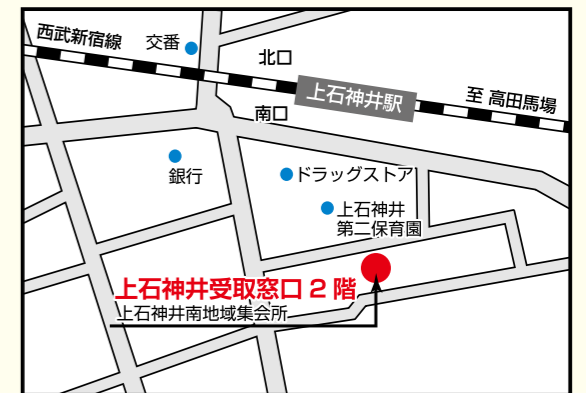 西武新宿線
交番
北口
上石神井駅
至 高田馬場
南口
銀行
ドラッグストア
上石神井
第二保育園
上石神井受取窓口 2 階
上石神井南地域集会所